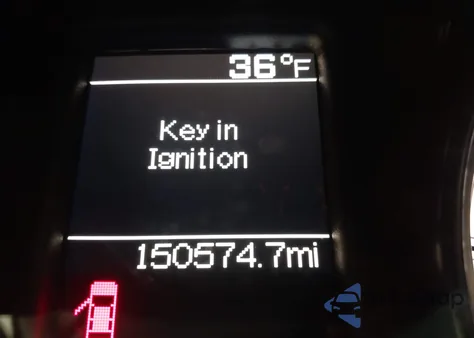 36°F
Key in
Ignition
150574.7mi